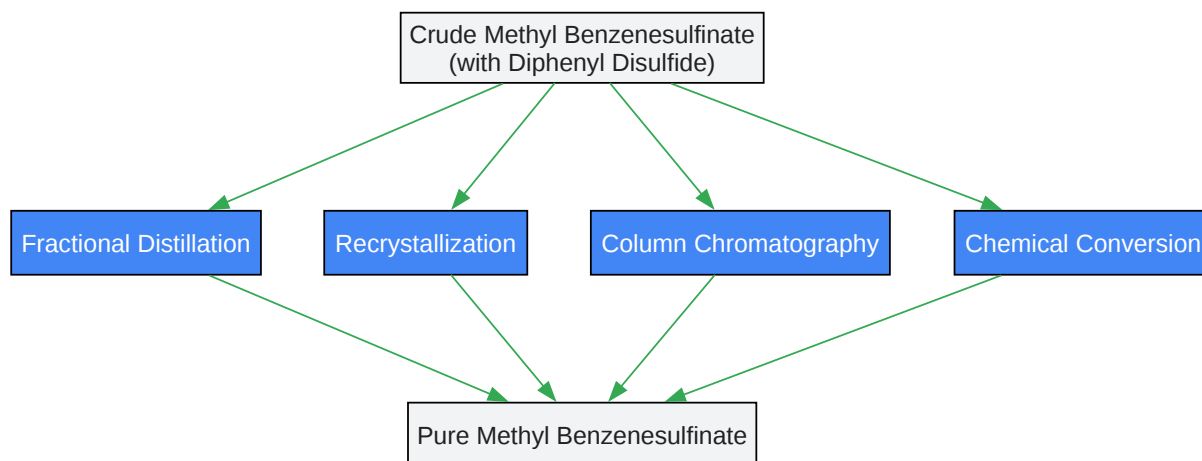 Crude Methyl Benzenesulfinate
(with Diphenyl Disulfide)
Fractional Distillation
Recrystallization
Column Chromatography
Chemical Conversion
Pure Methyl Benzenesulfinate